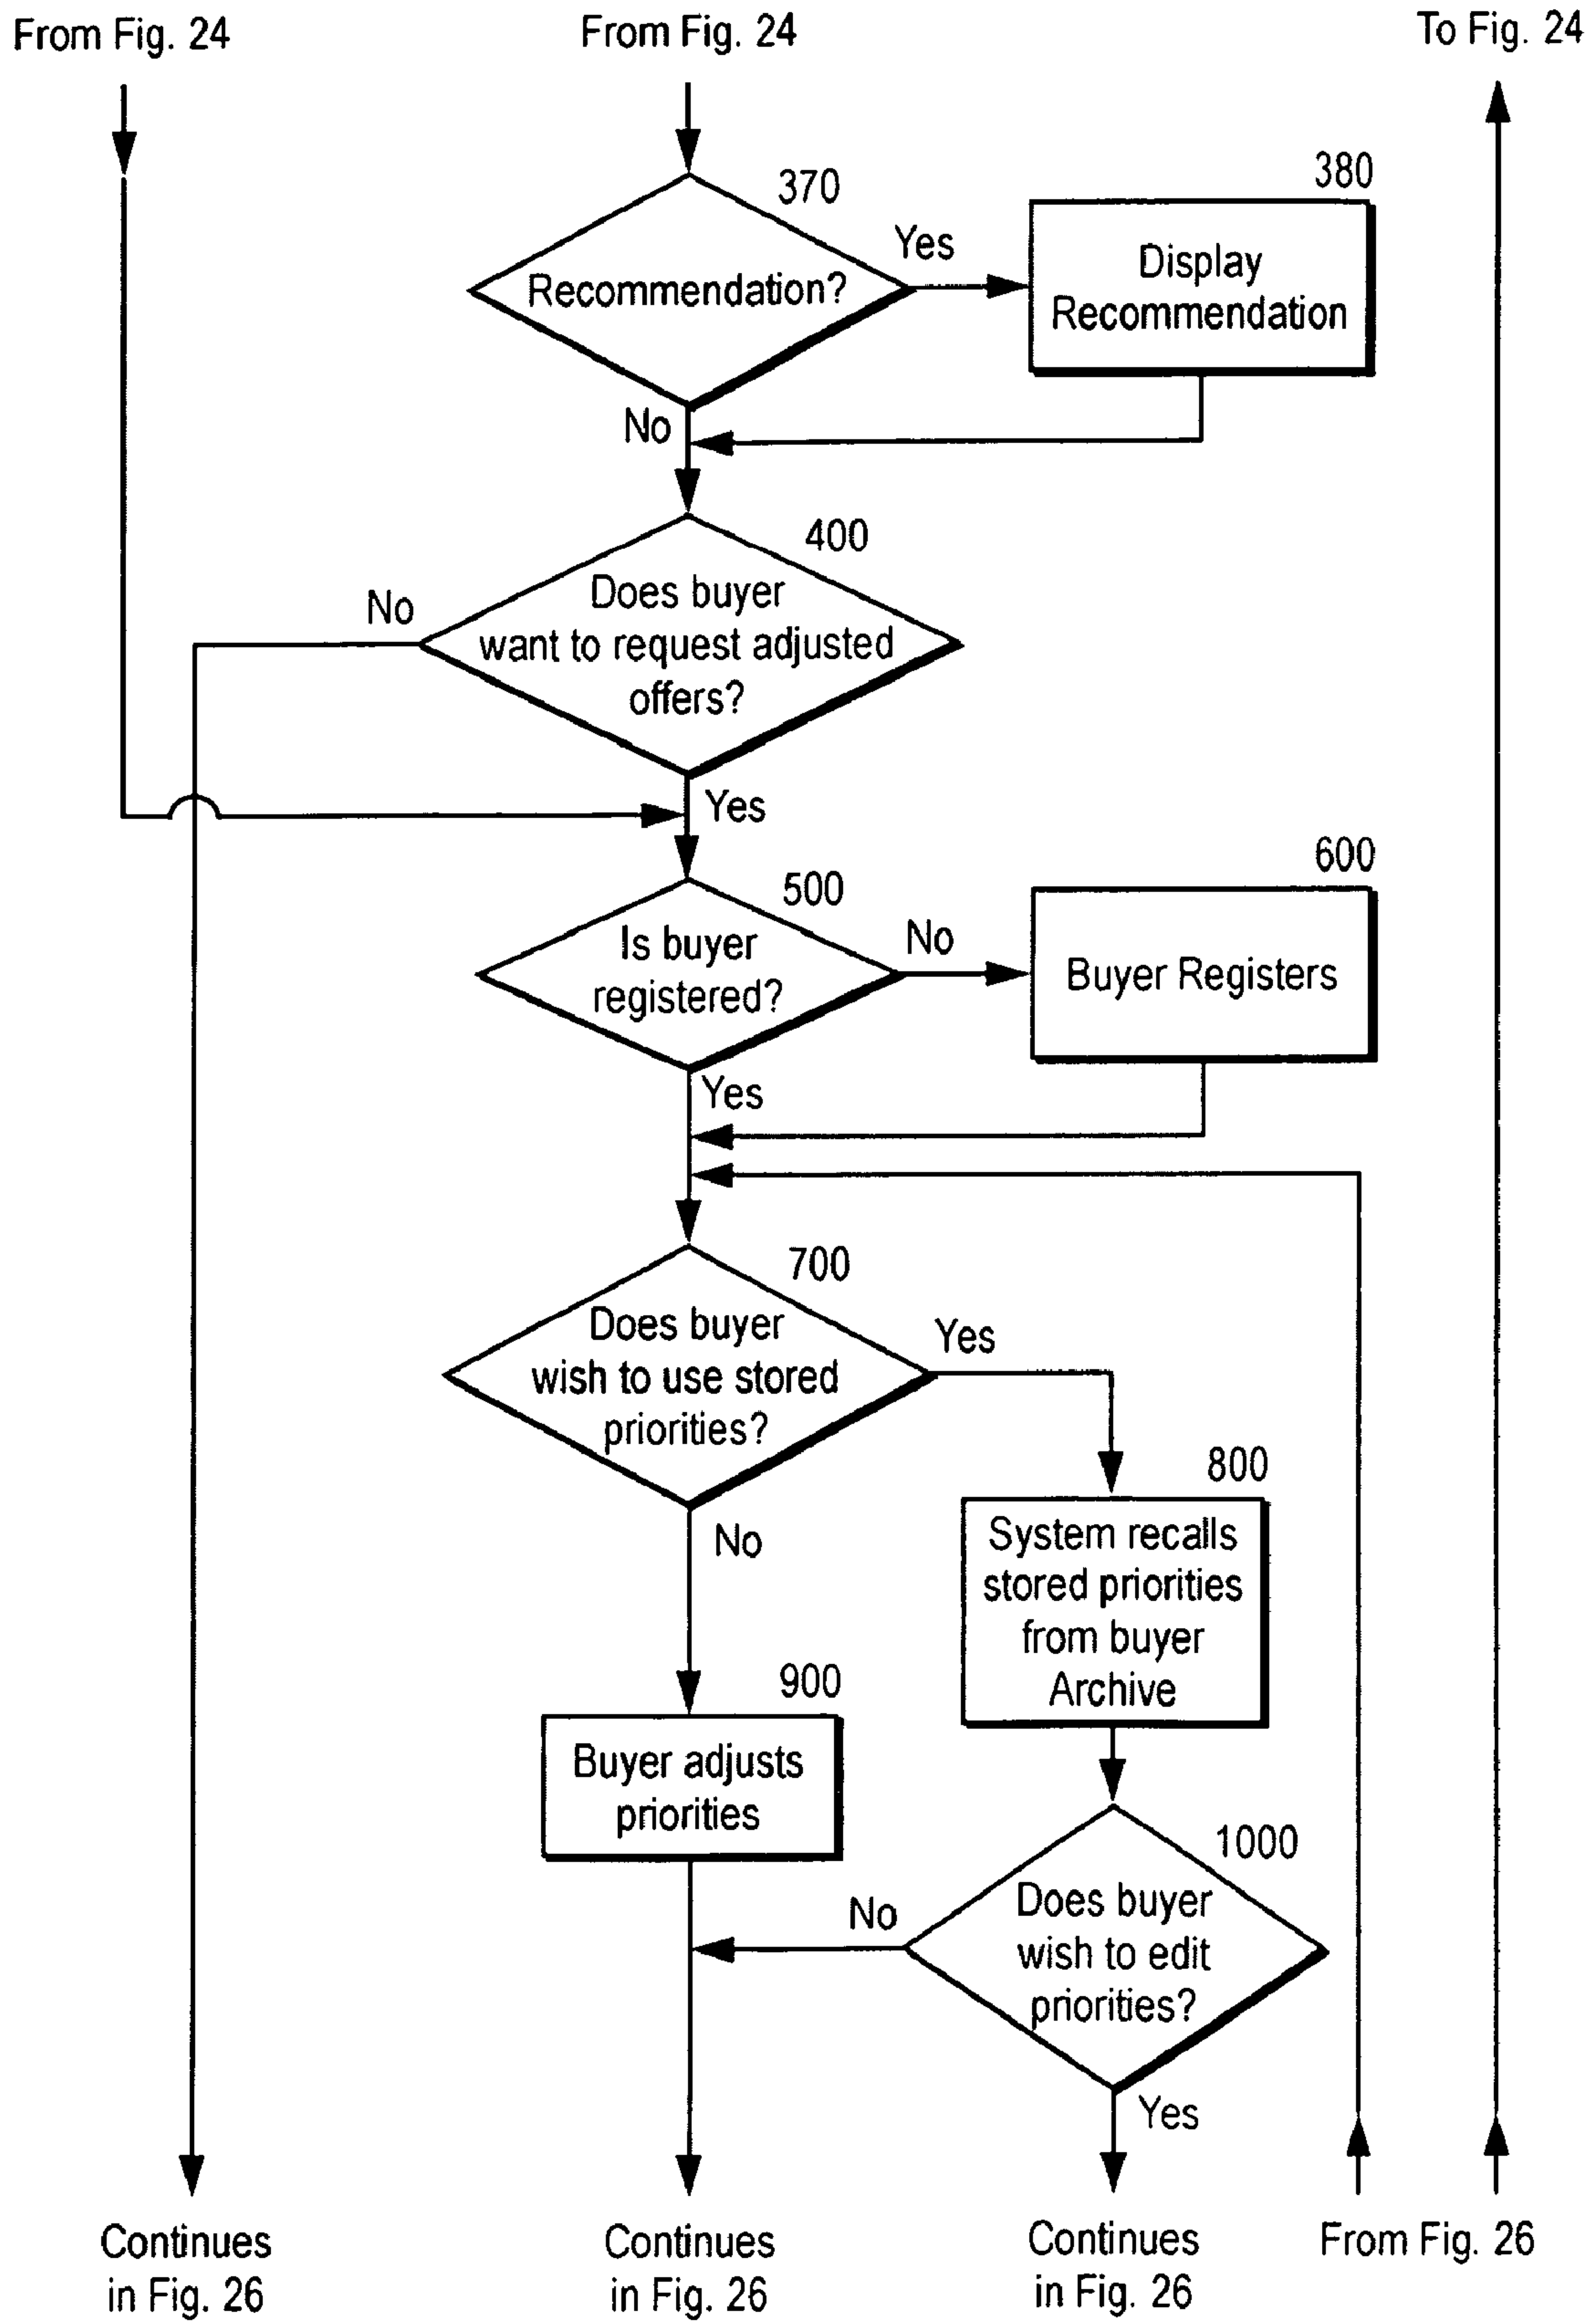 From Fig. 24
From Fig. 24
To Fig. 24
370
380
Recommendation?
Yes
Display
Recommendation
No
400
Does buyer
want to request adjusted
offers?
No
Yes
500
600
Is buyer
registered?
No
Buyer Registers
Yes
700
Does buyer
wish to use stored
priorities?
Yes
No
800
System recalls
stored priorities
from buyer
Archive
900
Buyer adjusts
priorities
1000
Does buyer
wish to edit
priorities?
No
Yes
Continues
in Fig. 26
Continues
in Fig. 26
Continues
in Fig. 26
From Fig. 26